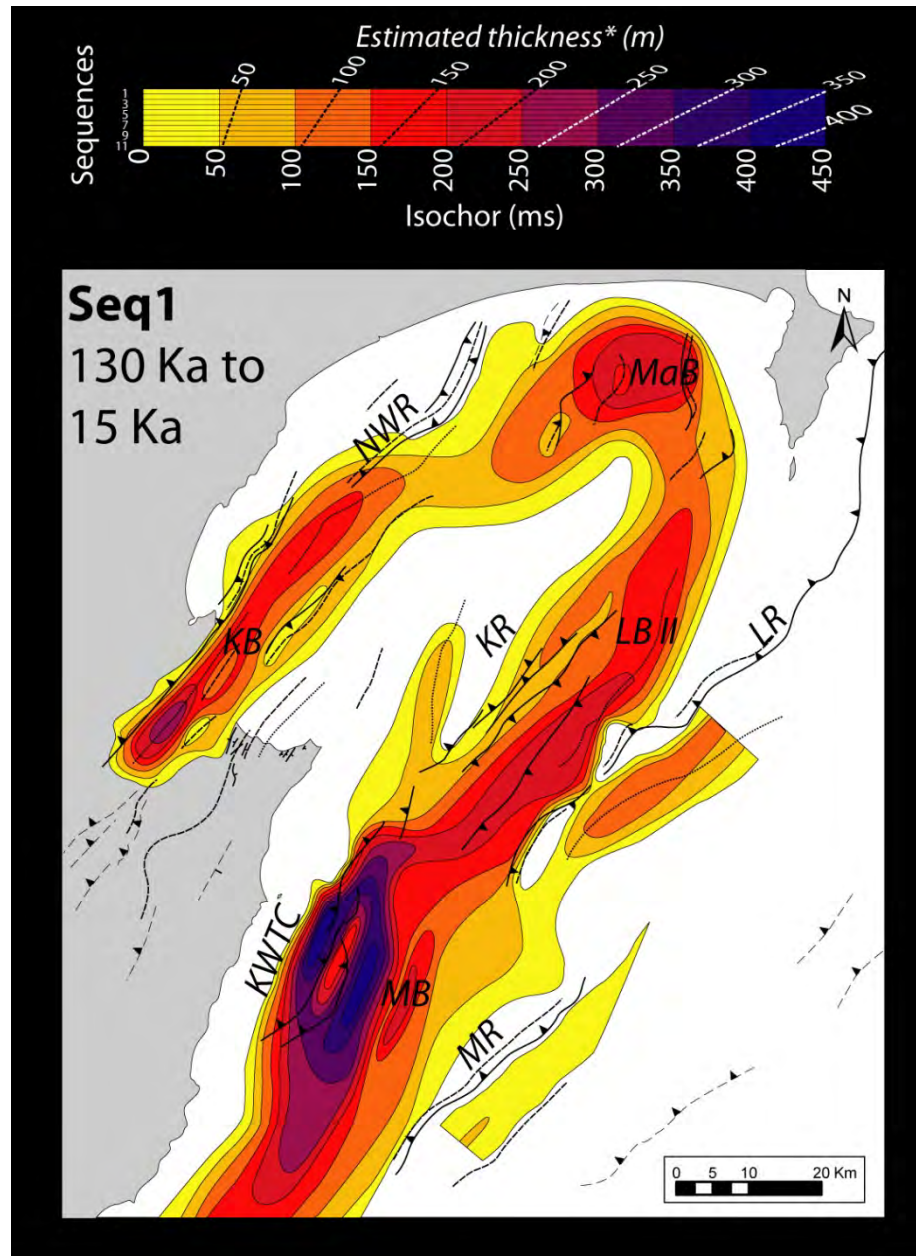 Estimated thickness* (m)
50 100 150 200 250 300 350
400
Sequences
1
3
5
7
9
11
0 50 100 150 200 250 300 350 400 450
Isochor (ms)
Seq1
130 Ka to
15 Ka
N
MaB
NWR
KR
LB II
LR
KB
KWTC
MB
MR
0 5 10 20 Km